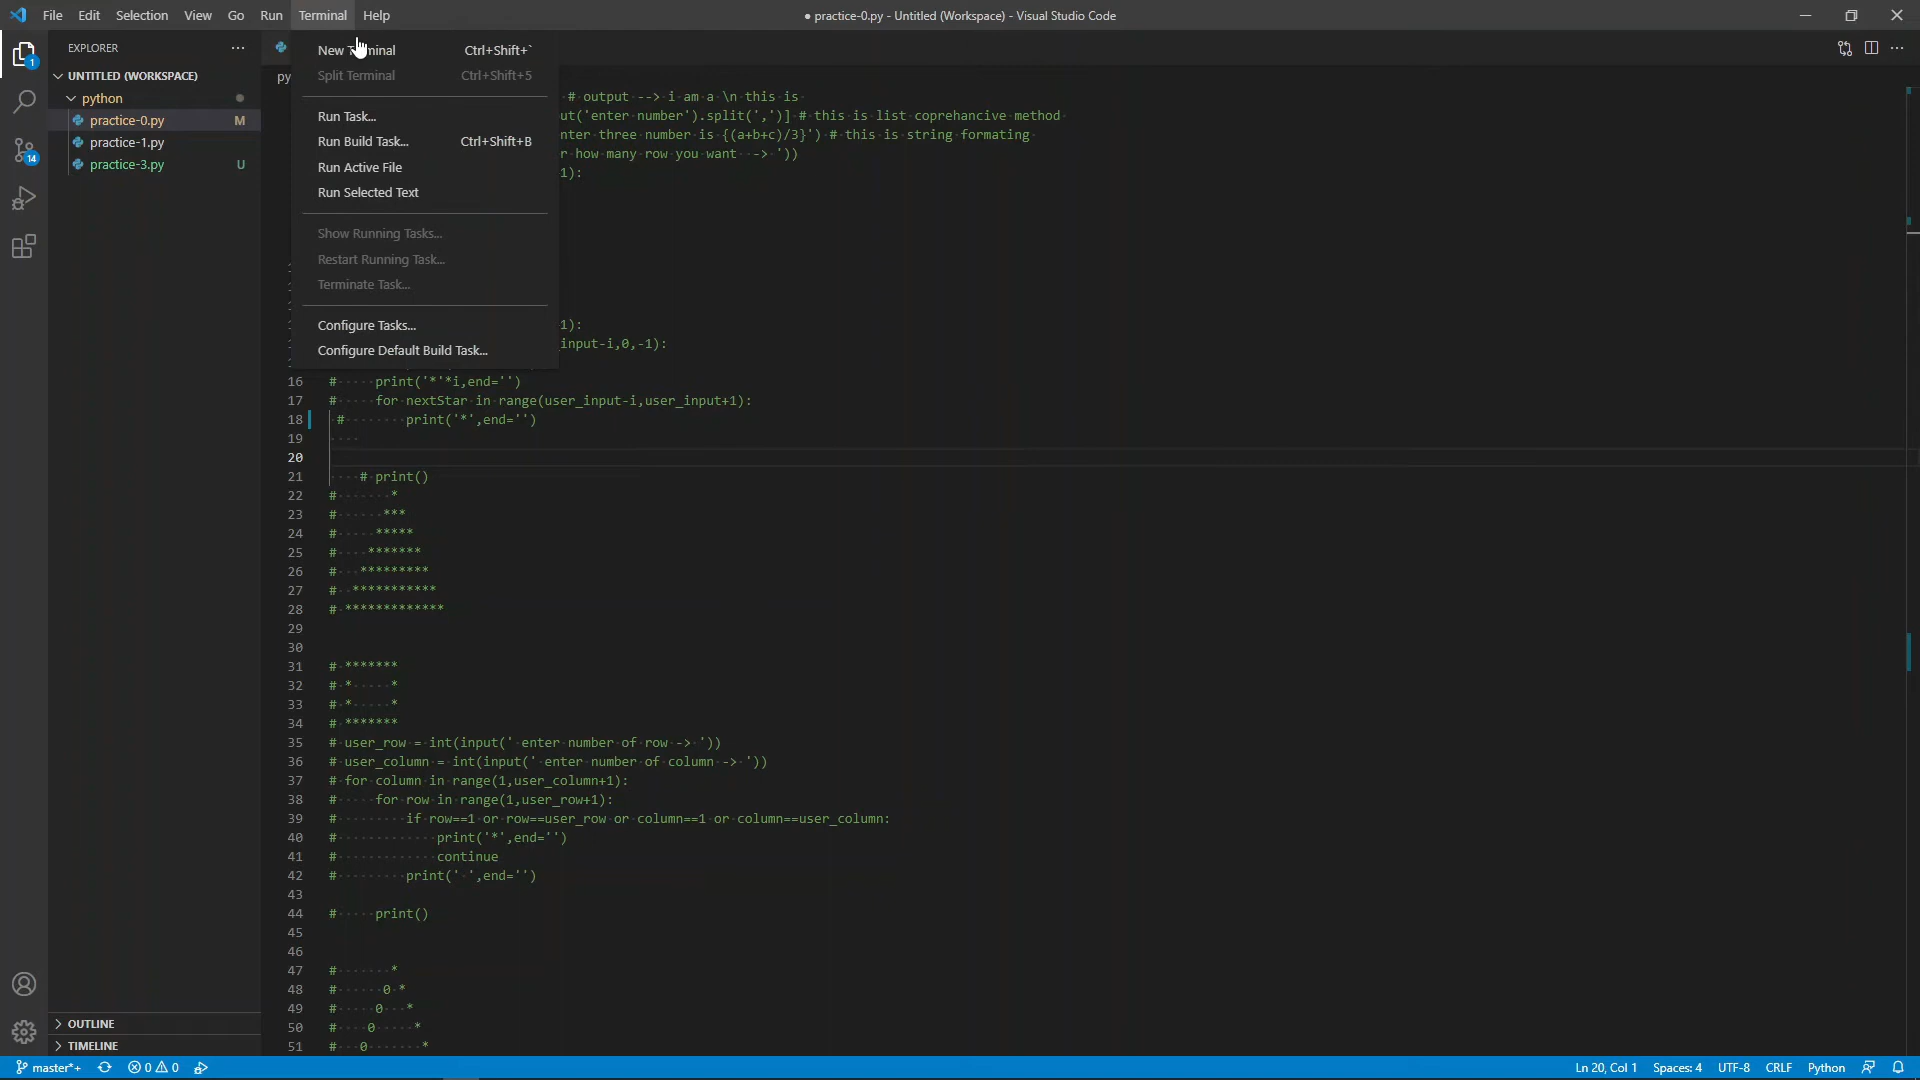 File Edit Selection View Go Run Terminal Help
● practice-0.py - Untitled (Workspace) - Visual Studio Code
EXPLORER
UNTITLED (WORKSPACE)
python
practice-0.py M
practice-1.py
practice-3.py U
OUTLINE
TIMELINE
1
14
py
New Terminal Ctrl+Shift+`
Split Terminal Ctrl+Shift+5
Run Task...
Run Build Task... Ctrl+Shift+B
Run Active File
Run Selected Text
Show Running Tasks...
Restart Running Task...
Terminate Task...
Configure Tasks...
Configure Default Build Task...
# output --> i am a \n this is
ut('enter number').split(',')] # this is list coprehancive method
nter three number is {(a+b+c)/3}') # this is string formating
r how many row you want -> '))
1):
1):
input-i,0,-1):
16 # print('*'*i,end='')
17 # for nextStar in range(user_input-i,user_input+1):
18 # print('*',end='')
19
20
21 # print()
22 # *
23 # ***
24 # *****
25 # *******
26 # *********
27 # ***********
28 # *************
29
30
31 # *******
32 # * *
33 # * *
34 # *******
35 # user_row = int(input(' enter number of row -> '))
36 # user_column = int(input(' enter number of column -> '))
37 # for column in range(1,user_column+1):
38 # for row in range(1,user_row+1):
39 # if row==1 or row==user_row or column==1 or column==user_column:
40 # print('*',end='')
41 # continue
42 # print(' ',end='')
43
44 # print()
45
46
47 # *
48 # 0 *
49 # 0 *
50 # 0 *
51 # 0 *
master*+ 0 0
Ln 20, Col 1 Spaces: 4 UTF-8 CRLF Python